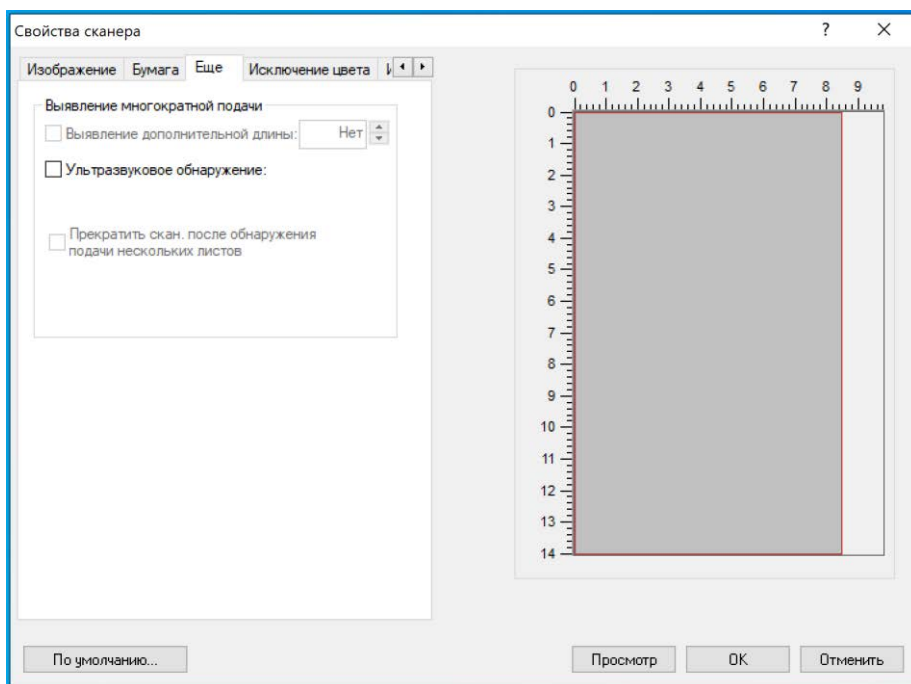 Свойства сканера ? ×
Изображение Бумага Еще Исключение цвета И
Выявление многократной подачи
Выявление дополнительной длины: Нет
Ультразвуковое обнаружение:
Прекратить скан. после обнаружения
подачи нескольких листов
0 1 2 3 4 5 6 7 8 9
0
1
2
3
4
5
6
7
8
9
10
11
12
13
14
По умолчанию...
Просмотр
OK
Отменить